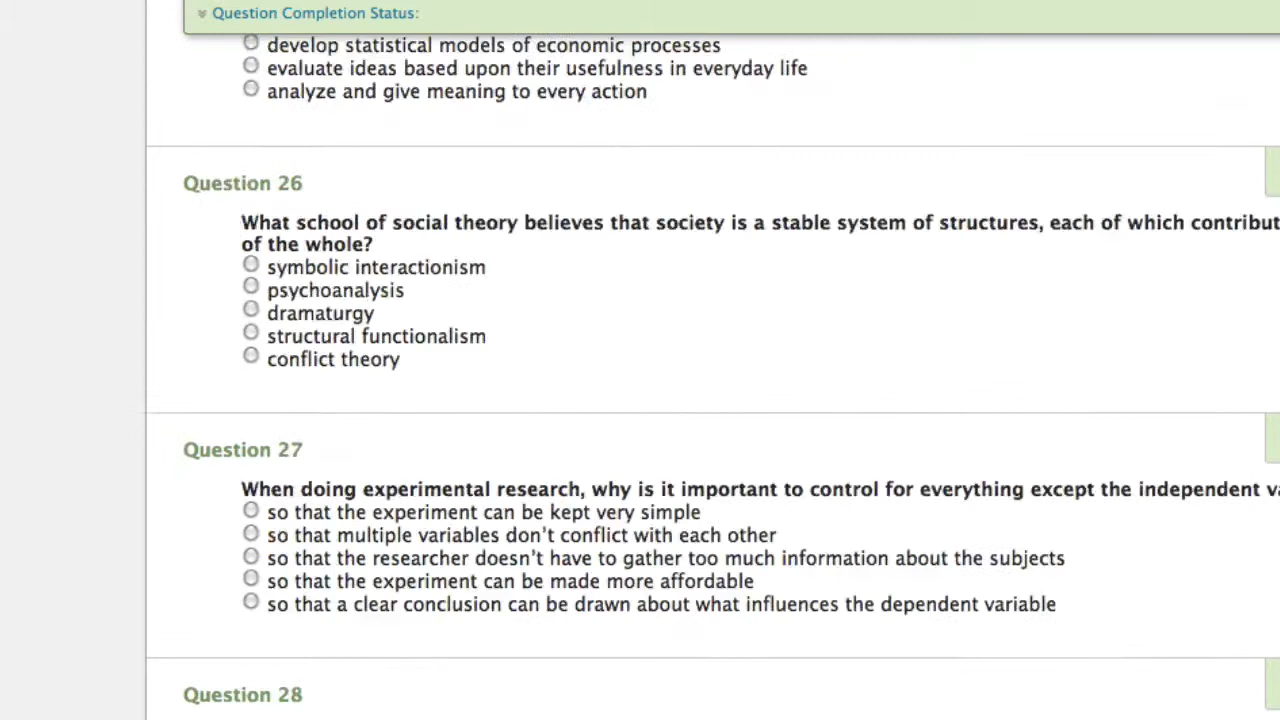 Question Completion Status:
develop statistical models of economic processes
evaluate ideas based upon their usefulness in everyday life
analyze and give meaning to every action
Question 26
What school of social theory believes that society is a stable system of structures, each of which
of the whole?
symbolic interactionism
psychoanalysis
dramaturgy
structural functionalism
conflict theory
Question 27
When doing experimental research, why is it important to control for everything except the independent
so that the experiment can be kept very simple
so that multiple variables don't conflict with each other
so that the researcher doesn't have to gather too much information about the subjects
so that the experiment can be made more affordable
so that a clear conclusion can be drawn about what influences the dependent variable
Question 28